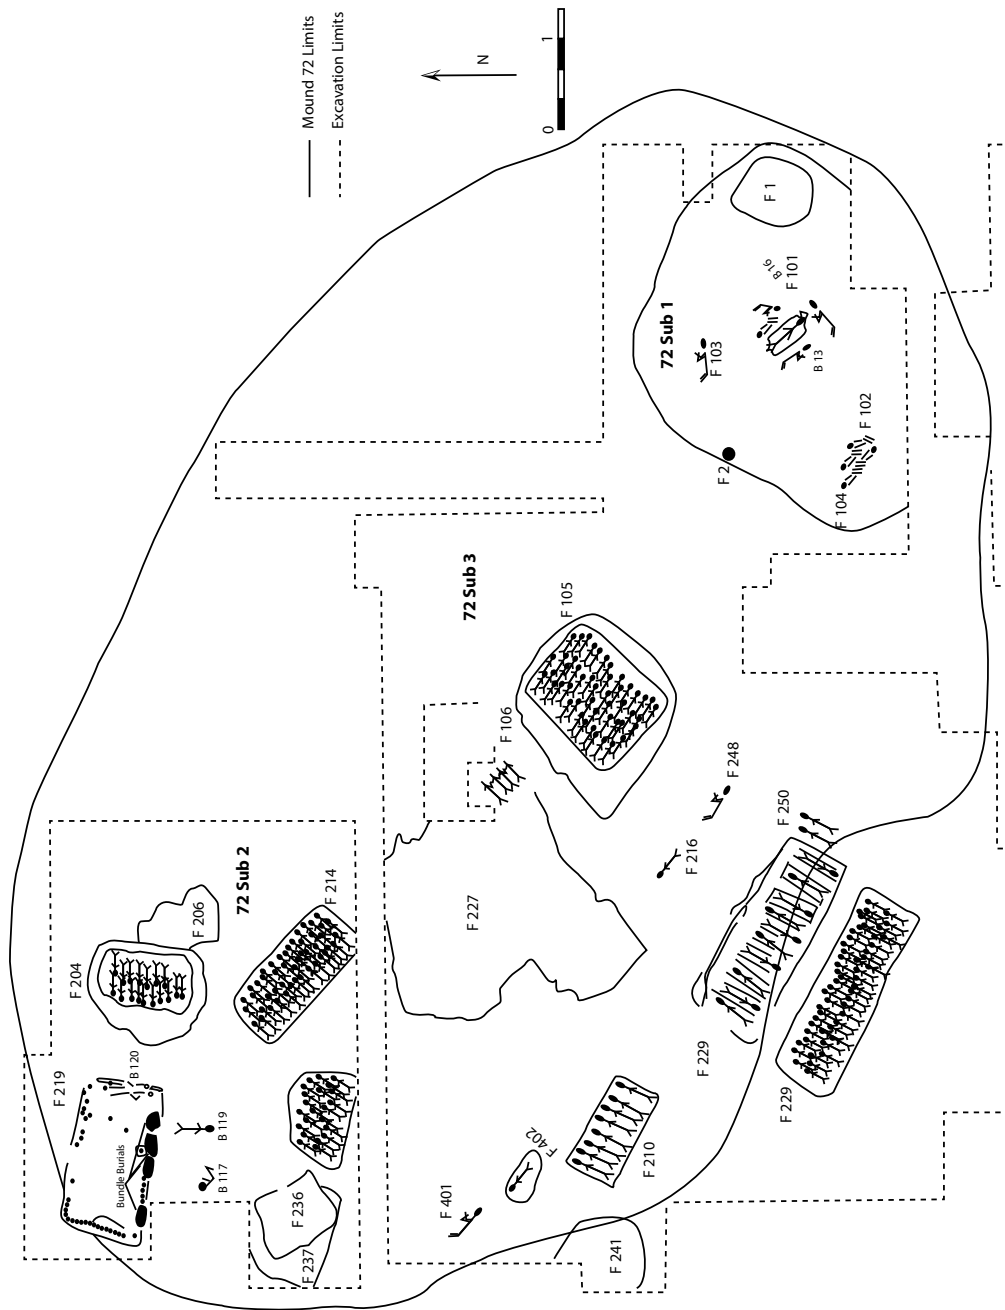 Mound 72 Limits
Excavation Limits
N
0
1
F 1
B 16
F 101
72 Sub 1
F 103
B 13
F 102
F 2
F 104
72 Sub 3
F 105
F 106
F 248
F 250
F 216
72 Sub 2
F 214
F 206
F 227
F 204
F 229
F 229
F 219
B 120
Bundle Burials
B 119
B 117
F 402
F 210
F 236
F 401
F 237
F 241